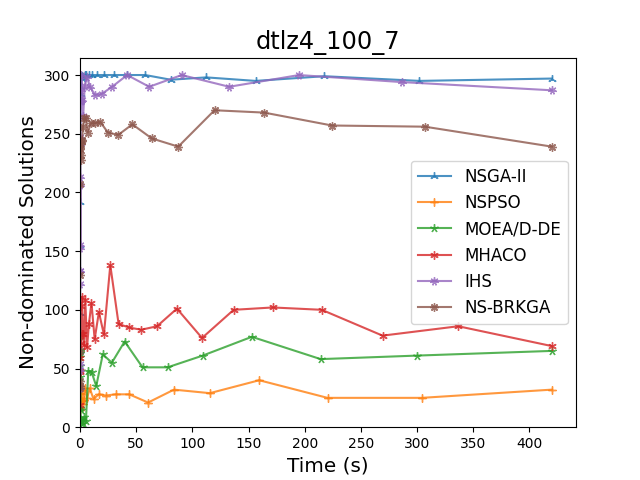 dtlz4_100_7
Non-dominated Solutions
300
250
200
150
100
50
0
NSGA-II
NSPSO
MOEA/D-DE
MHACO
IHS
NS-BRKGA
0 50 100 150 200 250 300 350 400
Time (s)